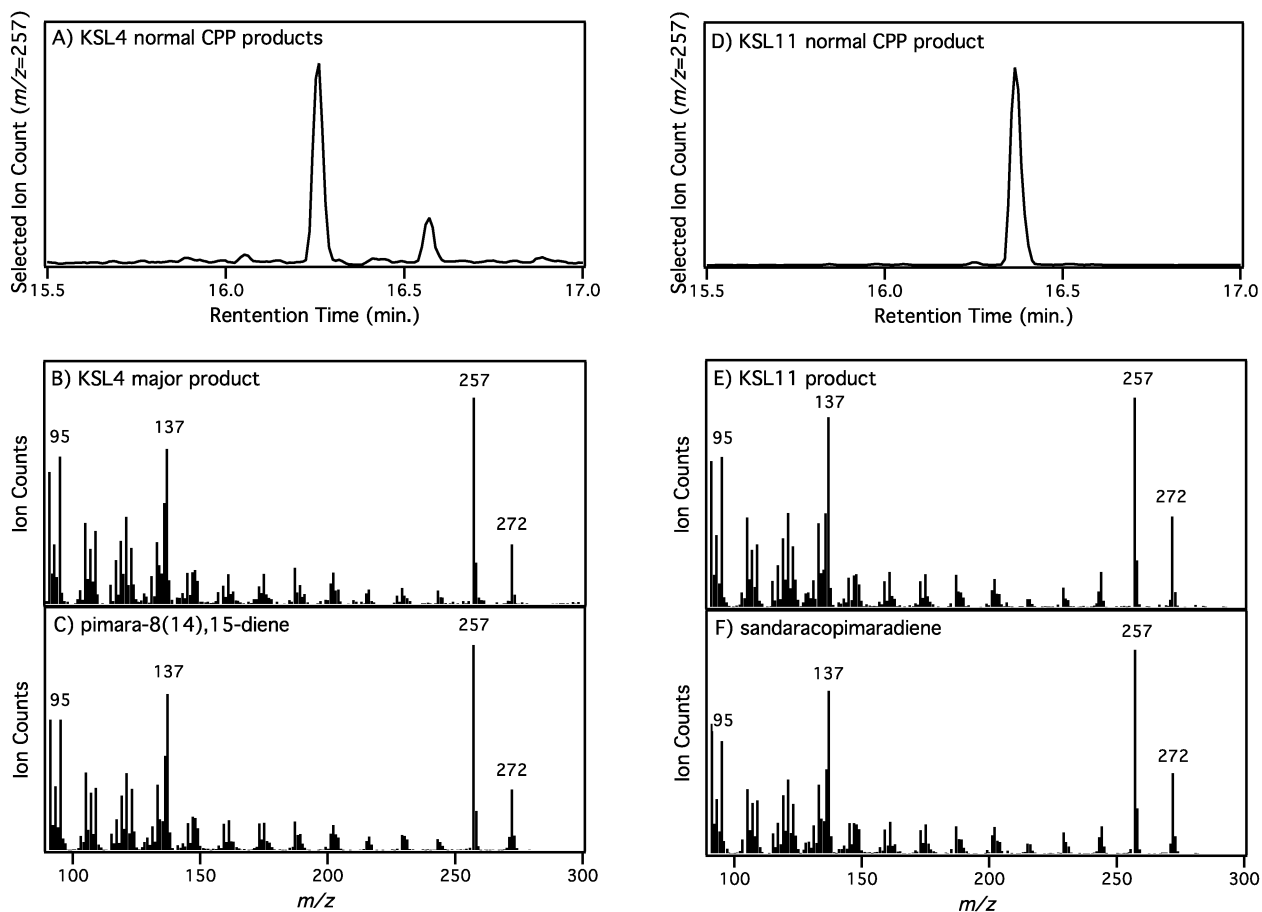 A) KSL4 normal CPP products
Selected Ion Count (m/z=257)
15.5 16.0 16.5 17.0
Rentention Time (min.)
D) KSL11 normal CPP product
Selected Ion Count (m/z=257)
15.5 16.0 16.5 17.0
Retention Time (min.)
B) KSL4 major product
Ion Counts
95
137
257
272
C) pimara-8(14),15-diene
Ion Counts
95
137
257
272
100 150 200 250 300
m/z
E) KSL11 product
Ion Counts
95
137
257
272
F) sandaracopimaradiene
Ion Counts
95
137
257
272
100 150 200 250 300
m/z